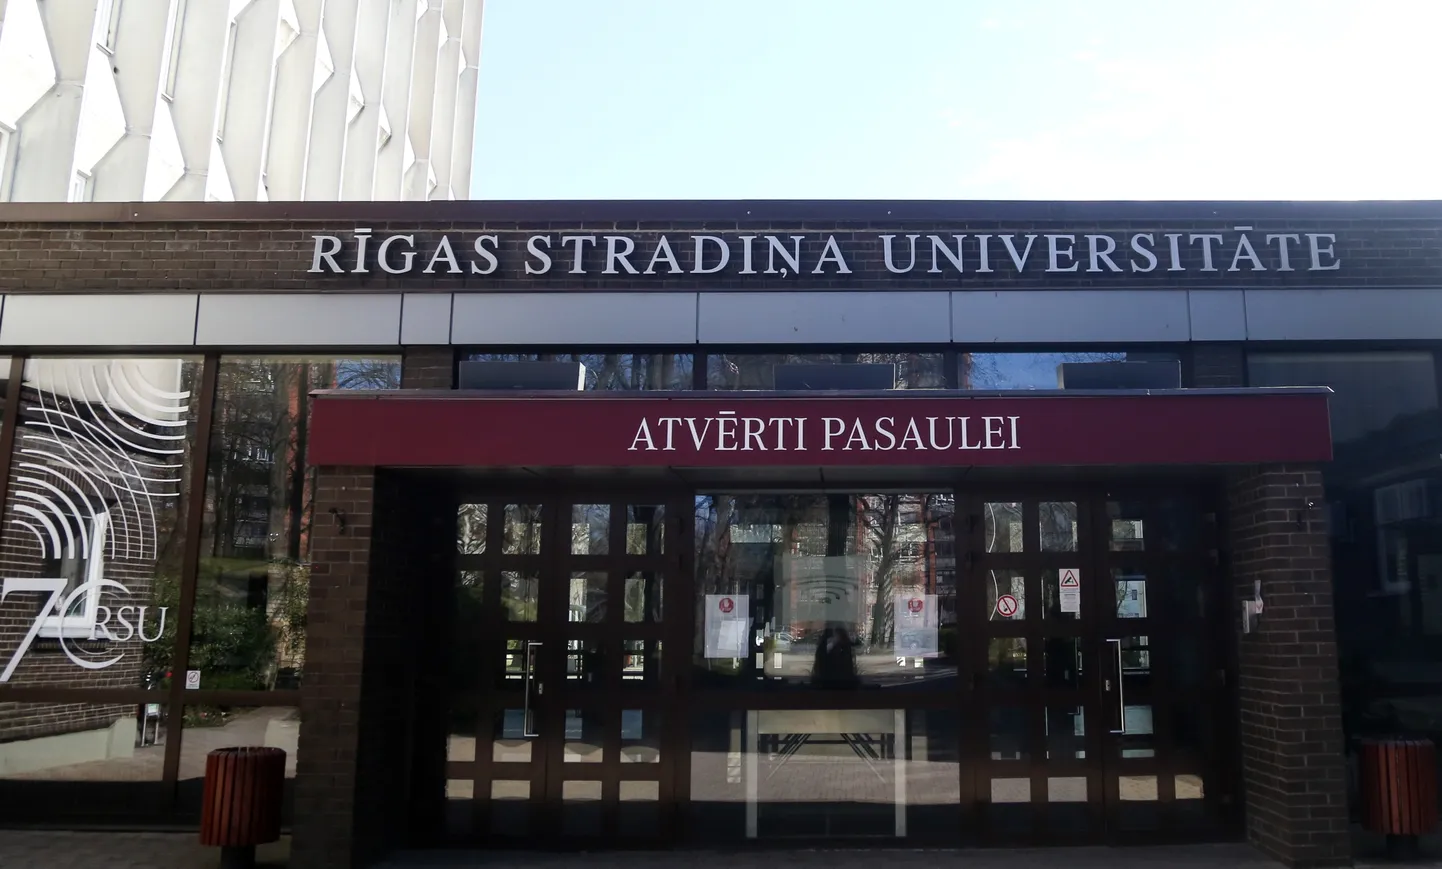 RĪGAS STRADIŅA UNIVERSITĀTE
ATVĒRTI PASAULEI
70 RSU